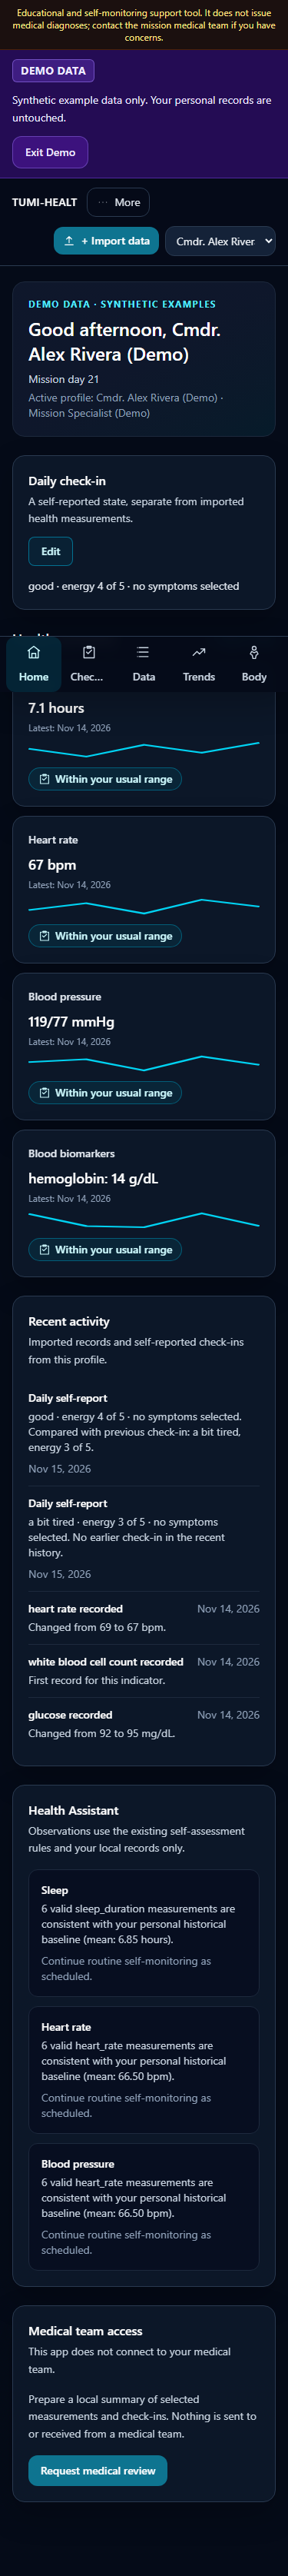 Educational and self-monitoring support tool. It does not issue
medical diagnoses; contact the mission medical team if you have
concerns.
DEMO DATA
Synthetic example data only. Your personal records are
untouched.
Exit Demo
TUMI-HEALT
··· More
+ Import data
Cmdr. Alex River
DEMO DATA · SYNTHETIC EXAMPLES
Good afternoon, Cmdr.
Alex Rivera (Demo)
Mission day 21
Active profile: Cmdr. Alex Rivera (Demo) ·
Mission Specialist (Demo)
Daily check-in
A self-reported state, separate from imported
health measurements.
Edit
good · energy 4 of 5 · no symptoms selected
Home
Chec...
Data
Trends
Body
7.1 hours
Latest: Nov 14, 2026
Within your usual range
Heart rate
67 bpm
Latest: Nov 14, 2026
Within your usual range
Blood pressure
119/77 mmHg
Latest: Nov 14, 2026
Within your usual range
Blood biomarkers
hemoglobin: 14 g/dL
Latest: Nov 14, 2026
Within your usual range
Recent activity
Imported records and self-reported check-ins
from this profile.
Daily self-report
good · energy 4 of 5 · no symptoms selected.
Compared with previous check-in: a bit tired,
energy 3 of 5.
Nov 15, 2026
Daily self-report
a bit tired · energy 3 of 5 · no symptoms
selected. No earlier check-in in the recent
history.
Nov 15, 2026
heart rate recorded Nov 14, 2026
Changed from 69 to 67 bpm.
white blood cell count recorded Nov 14, 2026
First record for this indicator.
glucose recorded Nov 14, 2026
Changed from 92 to 95 mg/dL.
Health Assistant
Observations use the existing self-assessment
rules and your local records only.
Sleep
6 valid sleep_duration measurements are
consistent with your personal historical
baseline (mean: 6.85 hours).
Continue routine self-monitoring as
scheduled.
Heart rate
6 valid heart_rate measurements are
consistent with your personal historical
baseline (mean: 66.50 bpm).
Continue routine self-monitoring as
scheduled.
Blood pressure
6 valid heart_rate measurements are
consistent with your personal historical
baseline (mean: 66.50 bpm).
Continue routine self-monitoring as
scheduled.
Medical team access
This app does not connect to your medical
team.
Prepare a local summary of selected
measurements and check-ins. Nothing is sent to
or received from a medical team.
Request medical review